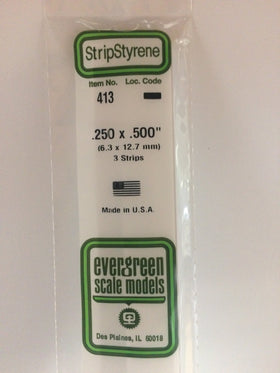 StripStyrene
Item No. Loc. Code
413
.250 x .500"
(6.3 x 12.7 mm)
3 Strips
Made in U.S.A.
evergreen
scale models
Des Plaines, IL 60018